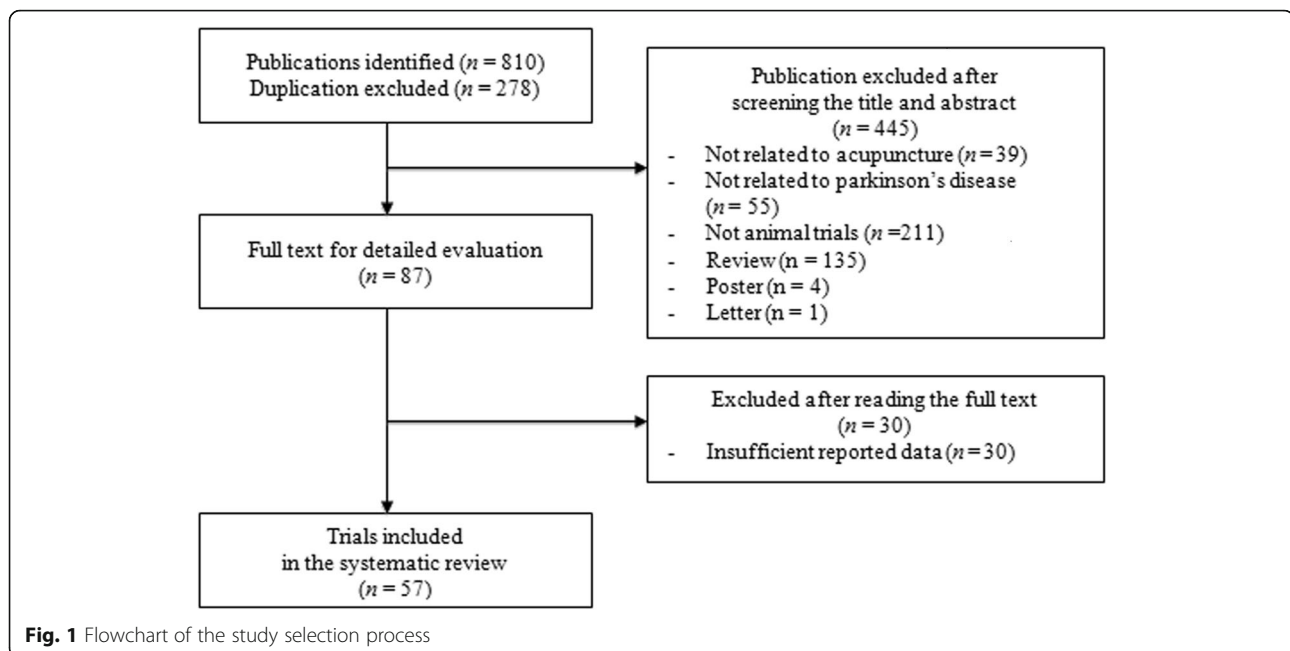 Publications identified (n = 810)
Duplication excluded (n = 278)
Publication excluded after
screening the title and abstract
(n = 445)
- Not related to acupuncture (n = 39)
- Not related to parkinson's disease
(n = 55)
- Not animal trials (n =211)
- Review (n = 135)
- Poster (n = 4)
- Letter (n = 1)
Full text for detailed evaluation
(n = 87)
Excluded after reading the full text
(n = 30)
- Insufficient reported data (n = 30)
Trials included
in the systematic review
(n = 57)
Fig. 1 Flowchart of the study selection process